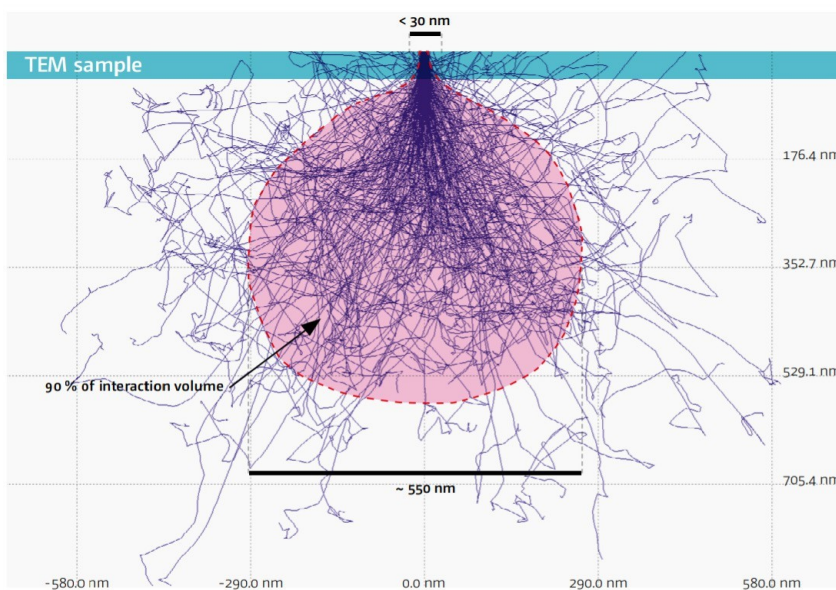 < 30 nm
TEM sample
176.4 nm
352.7 nm
90 % of interaction volume
529.1 nm
705.4 nm
~ 550 nm
-580.0 nm
-290.0 nm
0.0 nm
290.0 nm
580.0 nm